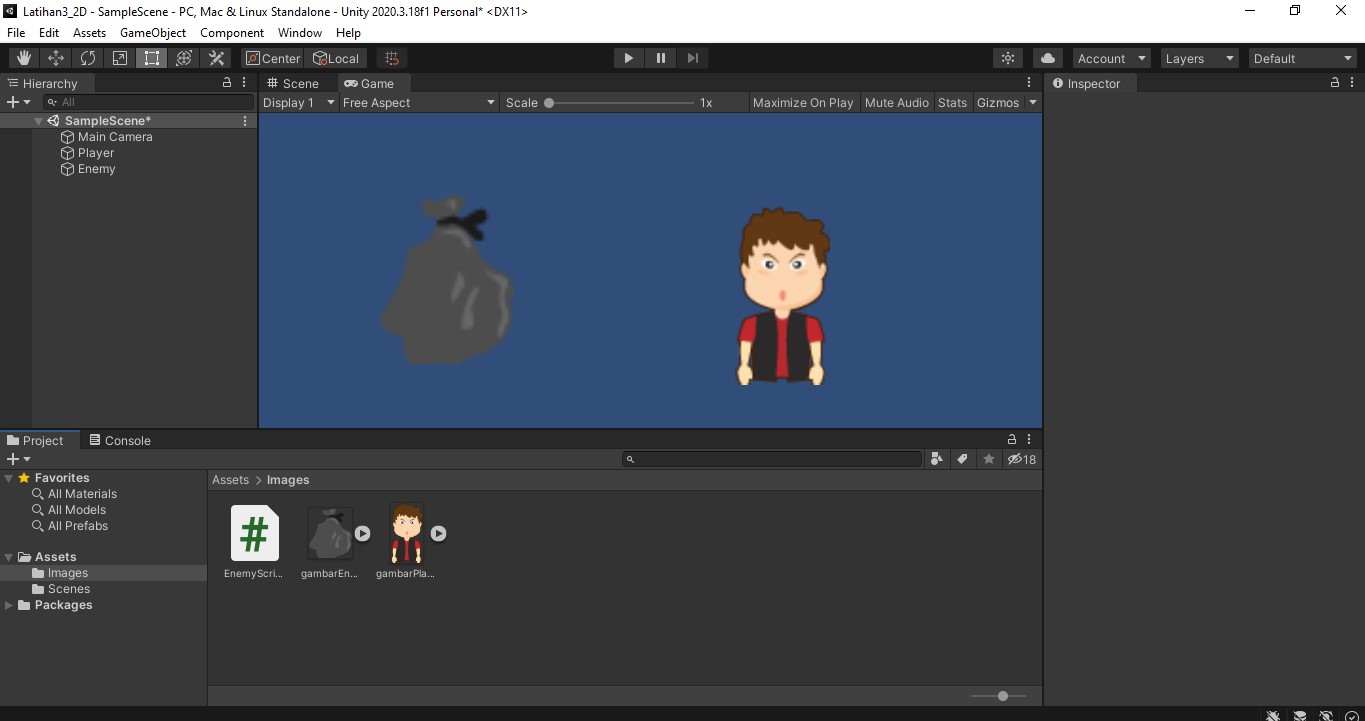 Latihan3_2D - SampleScene - PC, Mac & Linux Standalone - Unity 2020.3.18f1 Personal* <DX11>
File Edit Assets GameObject Component Window Help
Center Local Account Layers Default
Hierarchy
All
SampleScene*
Main Camera
Player
Enemy
Scene Game
Display 1 Free Aspect Scale 1x Maximize On Play Mute Audio Stats Gizmos
Inspector
Project Console
18
Favorites
All Materials
All Models
All Prefabs
Assets
Images
Scenes
Packages
Assets > Images
EnemyScri... gambarEn... gambarPla...